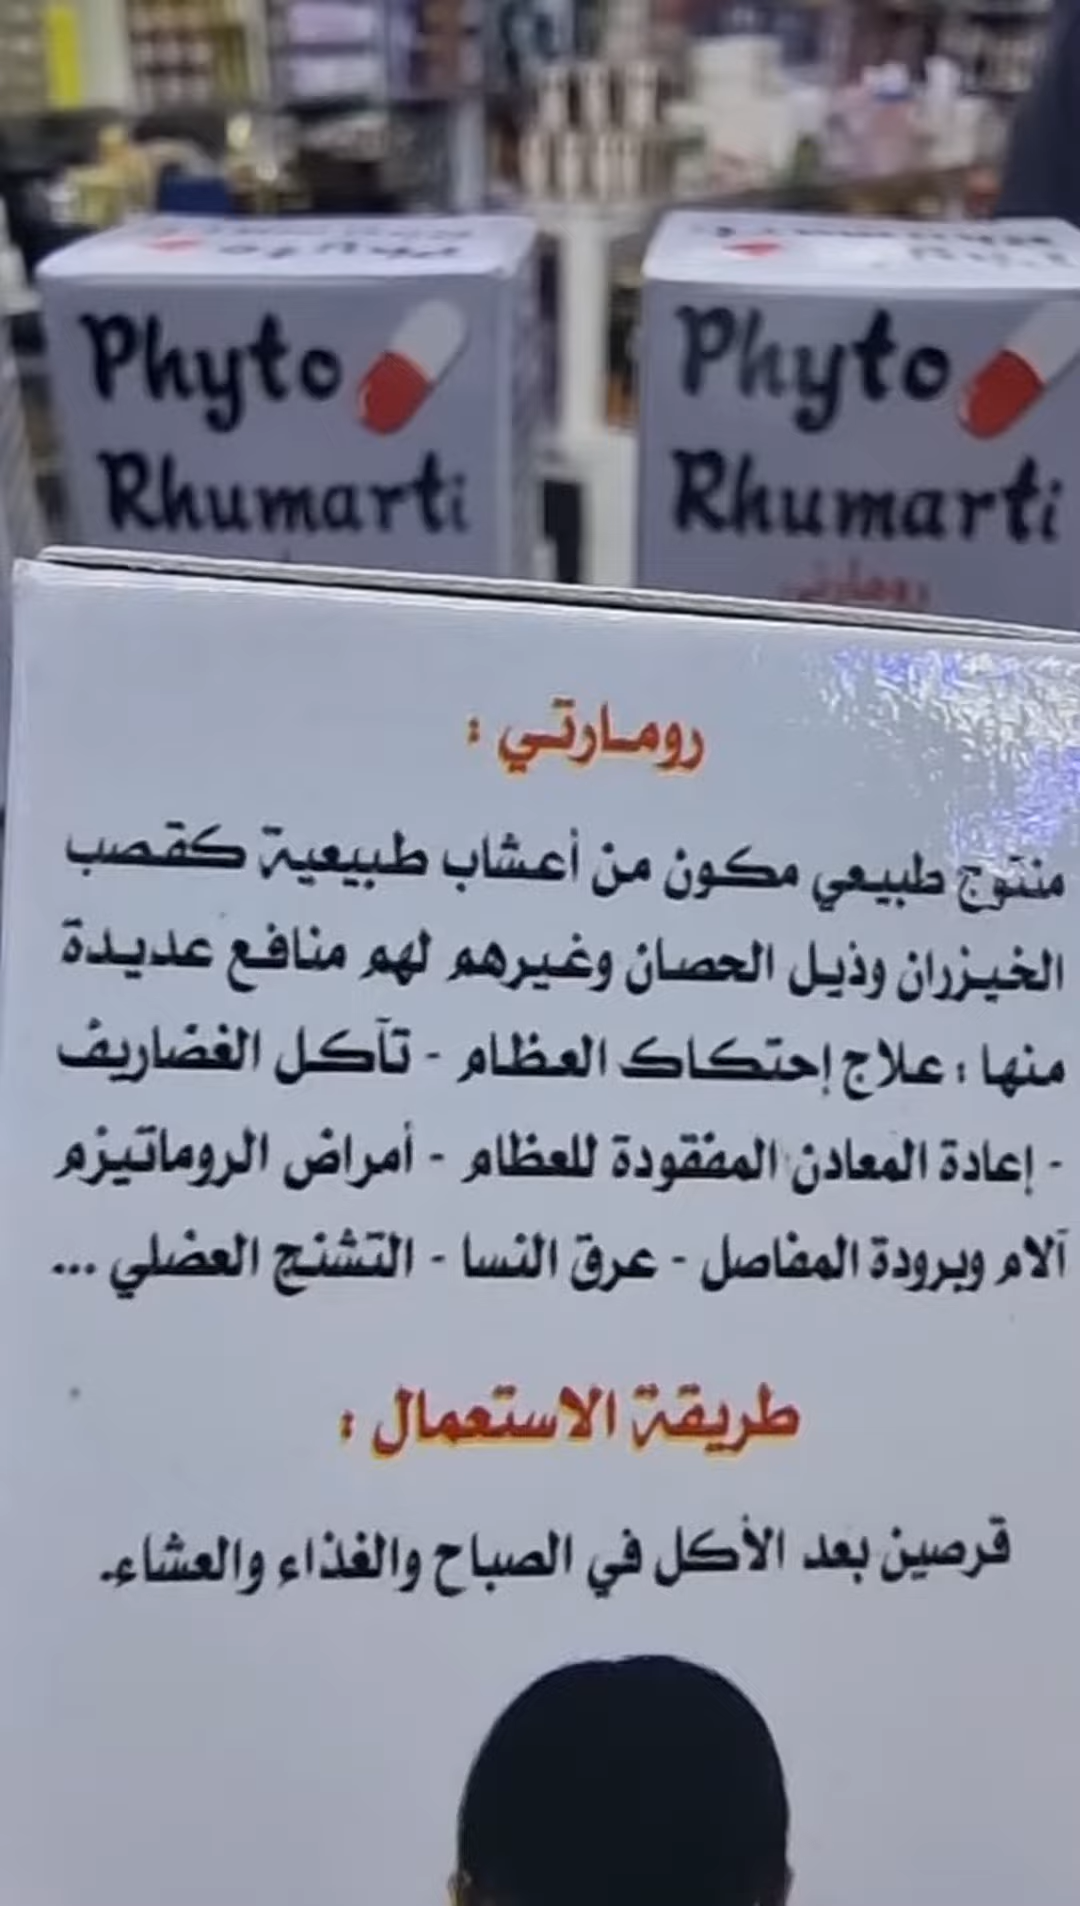 Phyto
Rhumarti
Phyto
Rhumarti
رومارتي
رومارتي :
منتوج طبيعي مكون من أعشاب طبيعية كقصب
الخيزران وذيل الحصان وغيرهم لهم منافع عديدة
منها : علاج إحتكاك العظام - تآكل الغضاريف
- إعادة المعادن المفقودة للعظام - أمراض الروماتيزم
آلام وبرودة المفاصل - عرق النسا - التشنج العضلي ...
طريقة الاستعمال :
قرصين بعد الأكل في الصباح والغذاء والعشاء.